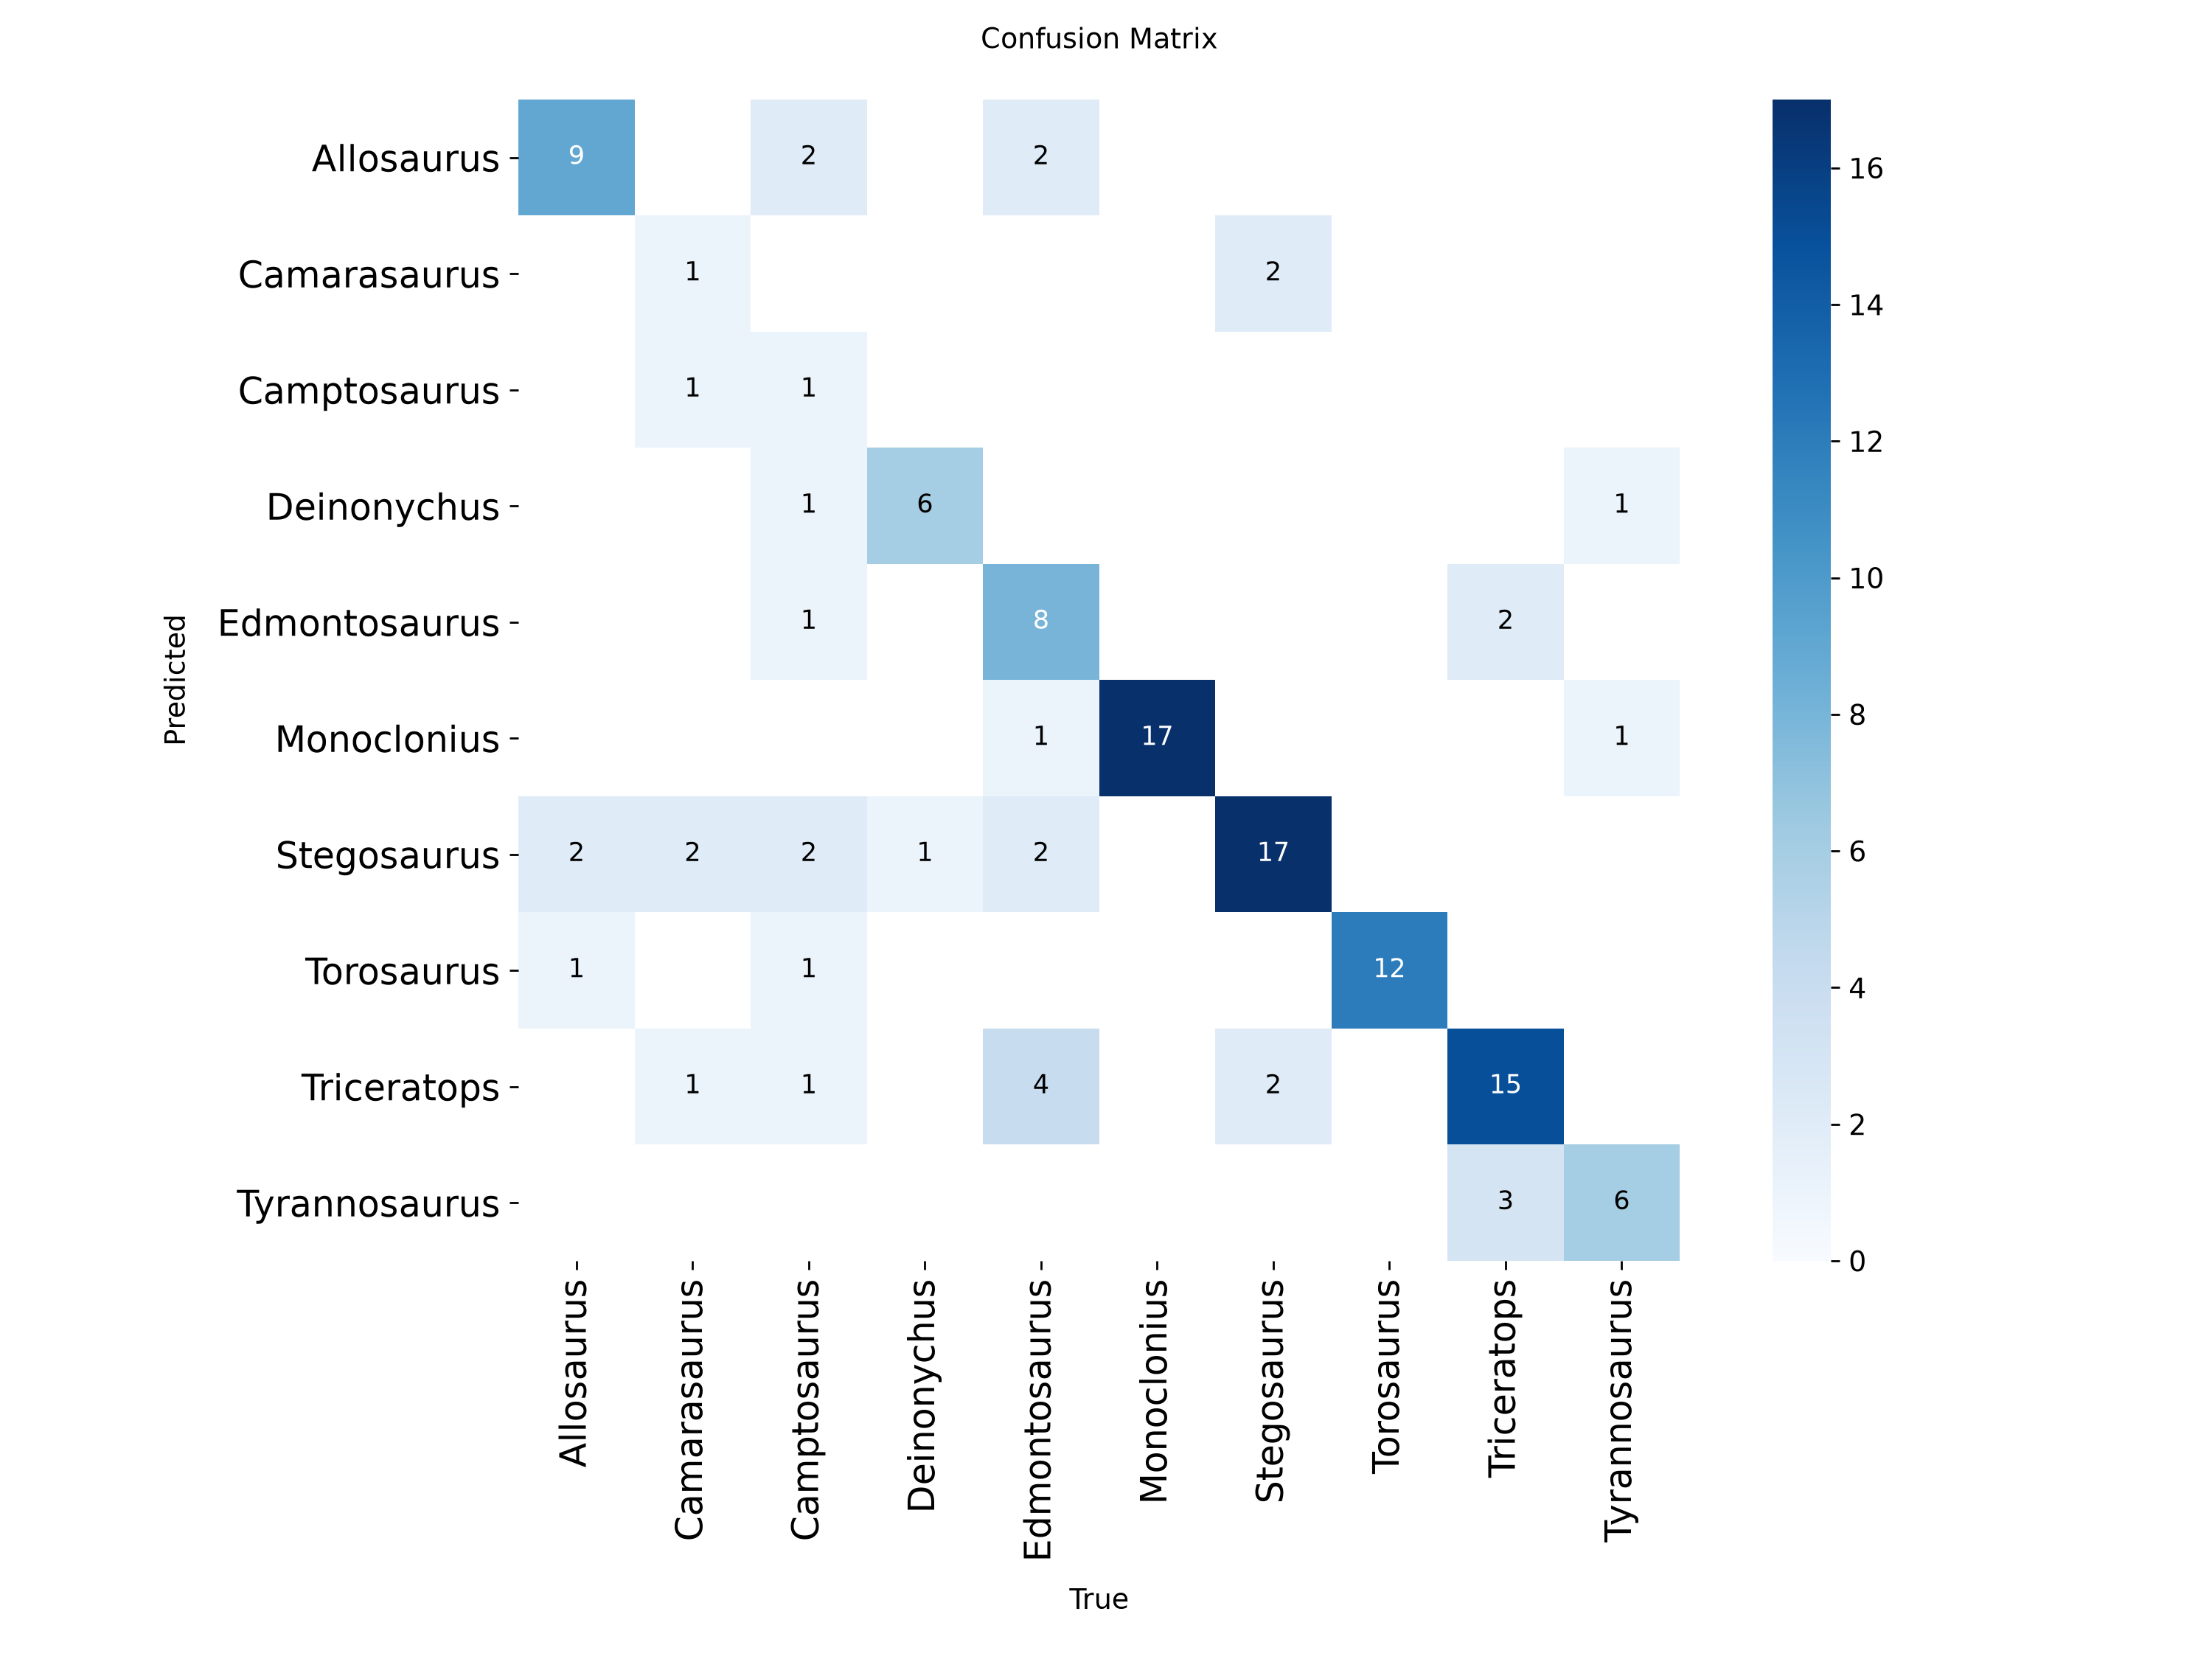 Confusion Matrix
Allosaurus 9 2 2
Camarasaurus 1 2
Camptosaurus 1 1
Deinonychus 1 6 1
Edmontosaurus 1 8 2
Monoclonius 1 17 1
Stegosaurus 2 2 2 1 2 17
Torosaurus 1 1 12
Triceratops 1 1 4 2 15
Tyrannosaurus 3 6
Predicted
Allosaurus Camarasaurus Camptosaurus Deinonychus Edmontosaurus Monoclonius Stegosaurus Torosaurus Triceratops Tyrannosaurus
True
16
14
12
10
8
6
4
2
0